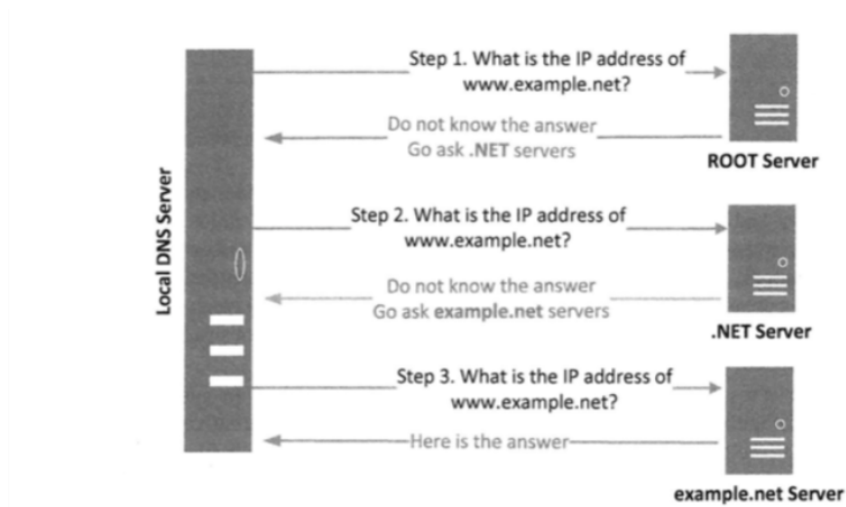 Local DNS Server
Step 1. What is the IP address of
www.example.net?
Do not know the answer
Go ask .NET servers
ROOT Server
Step 2. What is the IP address of
www.example.net?
Do not know the answer
Go ask example.net servers
.NET Server
Step 3. What is the IP address of
www.example.net?
Here is the answer
example.net Server